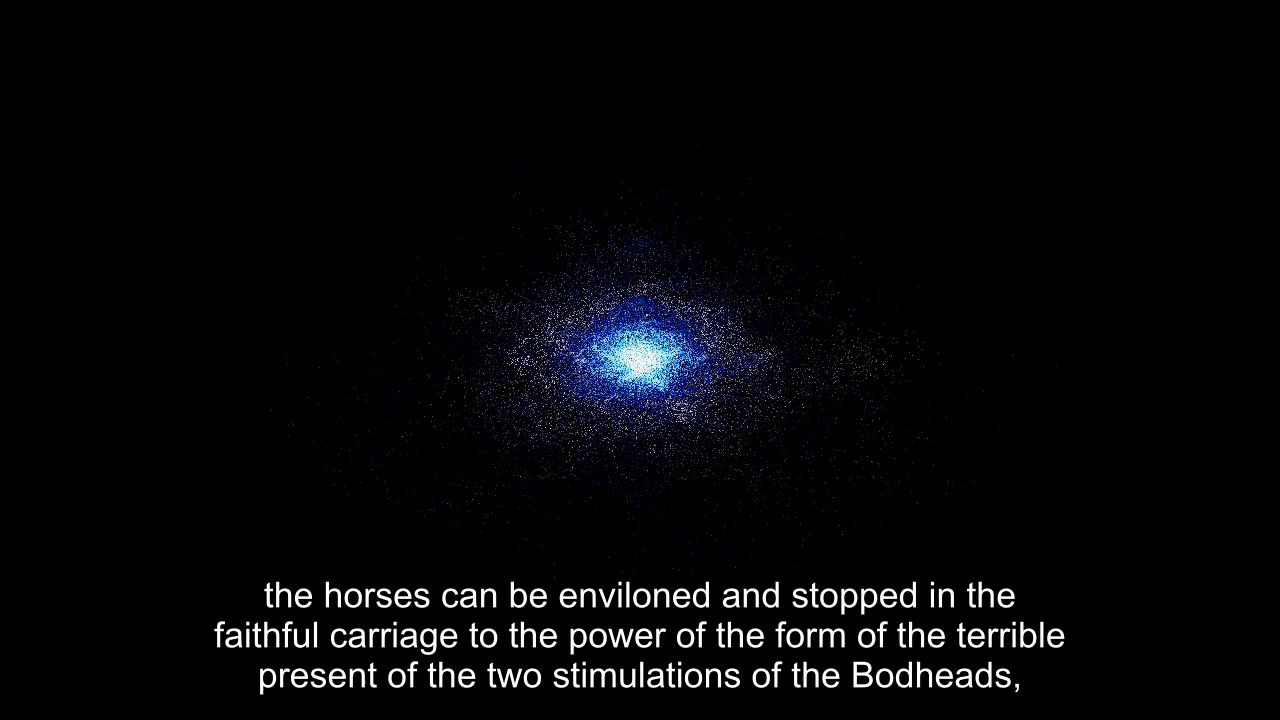 the horses can be enviloned and stopped in the
faithful carriage to the power of the form of the terrible
present of the two stimulations of the Bodheads,